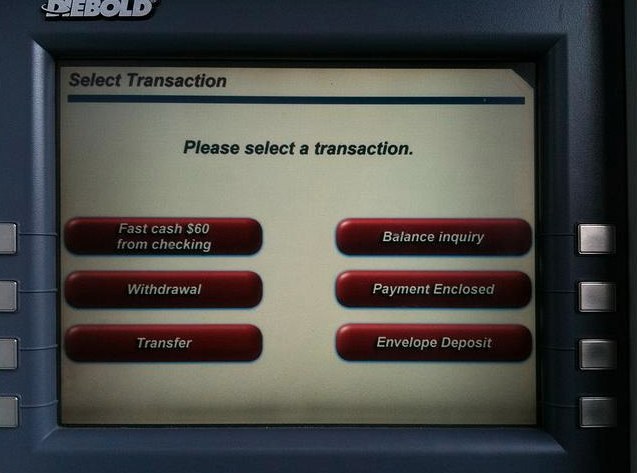 DIEBOLD
Select Transaction
Please select a transaction.
Fast cash $60
from checking
Balance inquiry
Withdrawal
Payment Enclosed
Transfer
Envelope Deposit